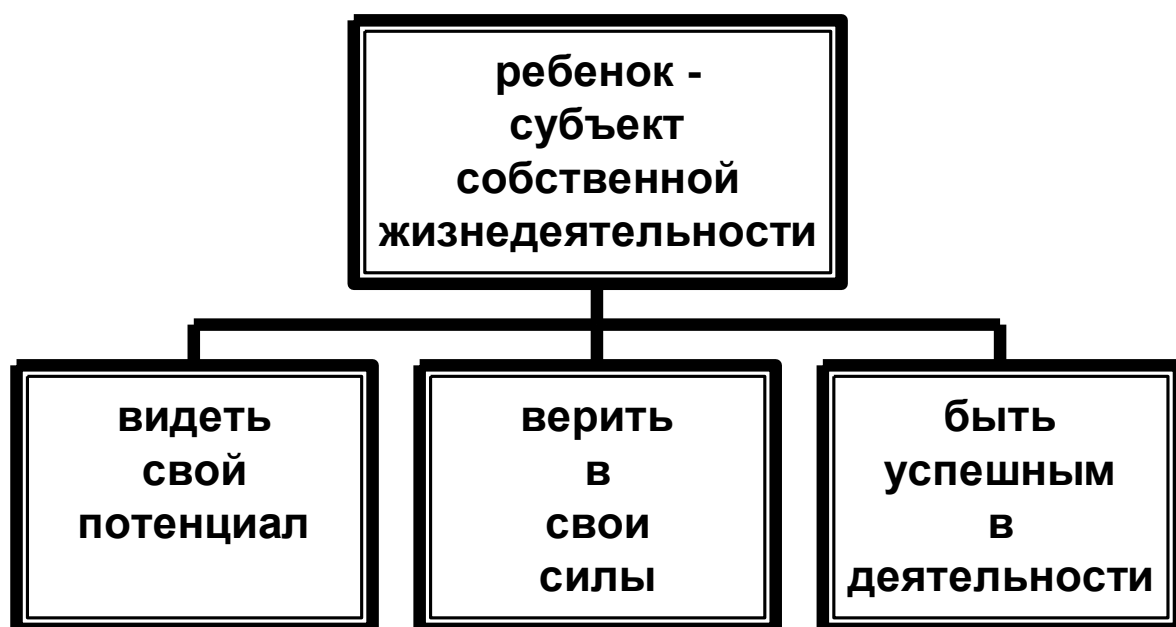 ребенок -
субъект
собственной
жизнедеятельности
видеть
свой
потенциал
верить
в
свои
силы
быть
успешным
в
деятельности